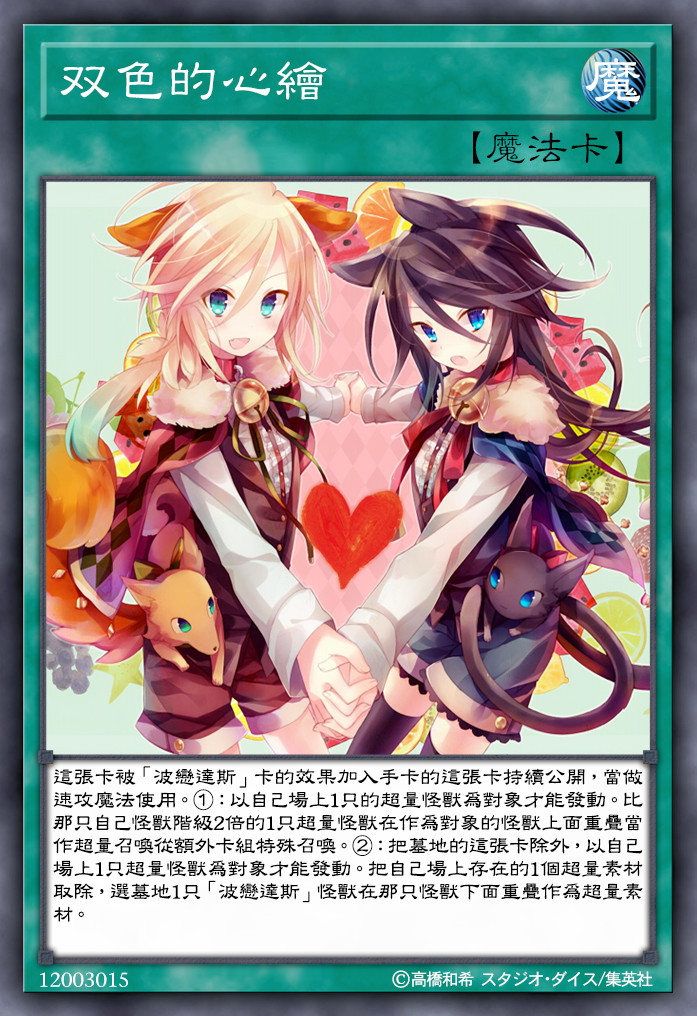 双色的心繪
魔
【魔法卡】
這張卡被「波戀達斯」卡的效果加入手卡的這張卡持續公開，當做
速攻魔法使用。①：以自己場上1只的超量怪獸為對象才能發動。比
那只自己怪獸階級2倍的1只超量怪獸在作為對象的怪獸上面重疊當
作超量召喚從額外卡組特殊召喚。②：把墓地的這張卡除外，以自己
場上1只超量怪獸為對象才能發動。把自己場上存在的1個超量素材
取除，選墓地1只「波戀達斯」怪獸在那只怪獸下面重疊作為超量素
材。
12003015
©高橋和希 スタジオ・ダイス/集英社